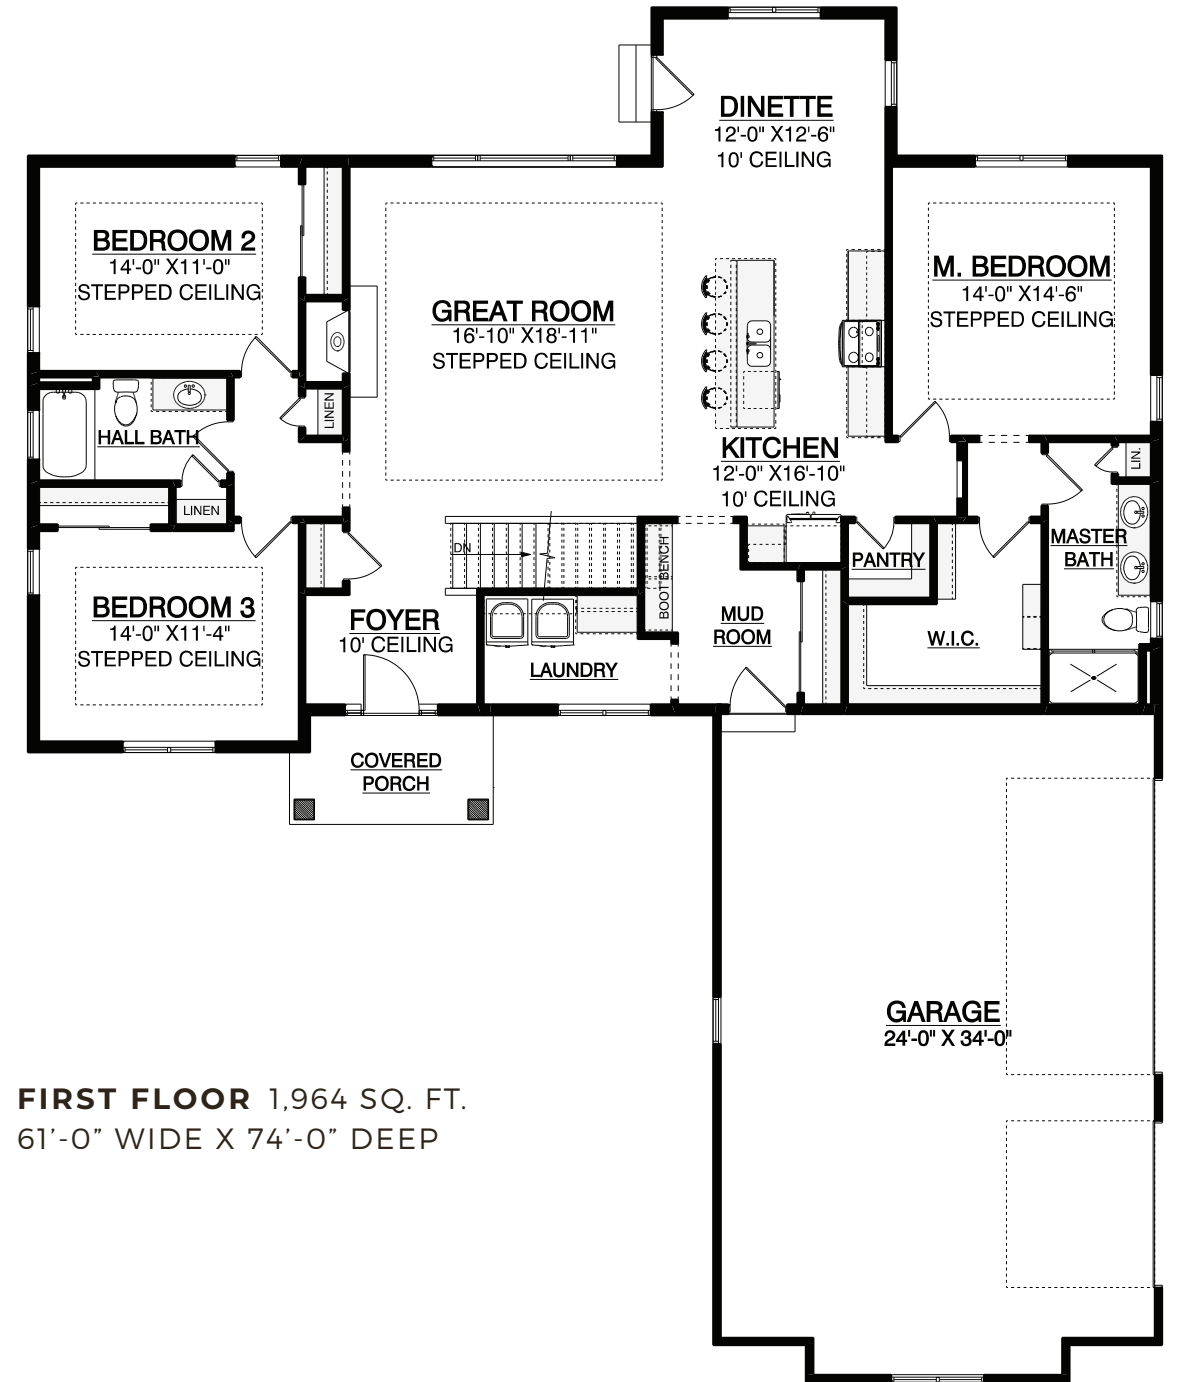 DINETTE
12'-0" X12'-6"
10' CEILING
BEDROOM 2
14'-0" X11'-0"
STEPPED CEILING
GREAT ROOM
16'-10" X18'-11"
STEPPED CEILING
M. BEDROOM
14'-0" X14'-6"
STEPPED CEILING
LINEN
HALL BATH
KITCHEN
12'-0" X16'-10"
10' CEILING
LIN.
LINEN
DN
BOOT BENCH
PANTRY
MASTER
BATH
BEDROOM 3
14'-0" X11'-4"
STEPPED CEILING
FOYER
10' CEILING
MUD
ROOM
W.I.C.
LAUNDRY
COVERED
PORCH
GARAGE
24'-0" X 34'-0"
FIRST FLOOR 1,964 SQ. FT.
61’-0” WIDE X 74’-0” DEEP